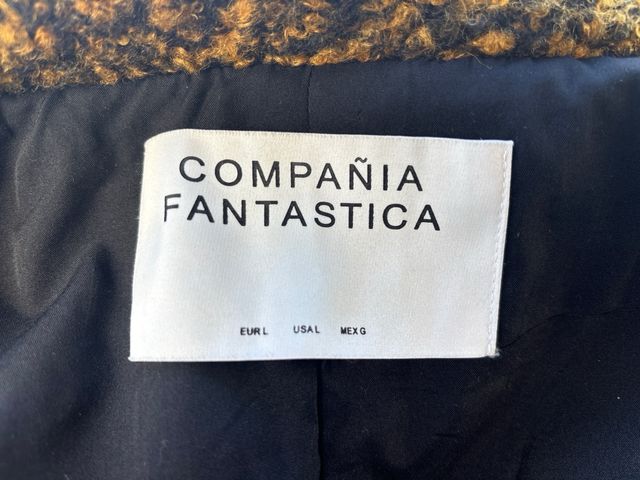 COMPAÑIA
FANTASTICA
EUR L USA L MEX G